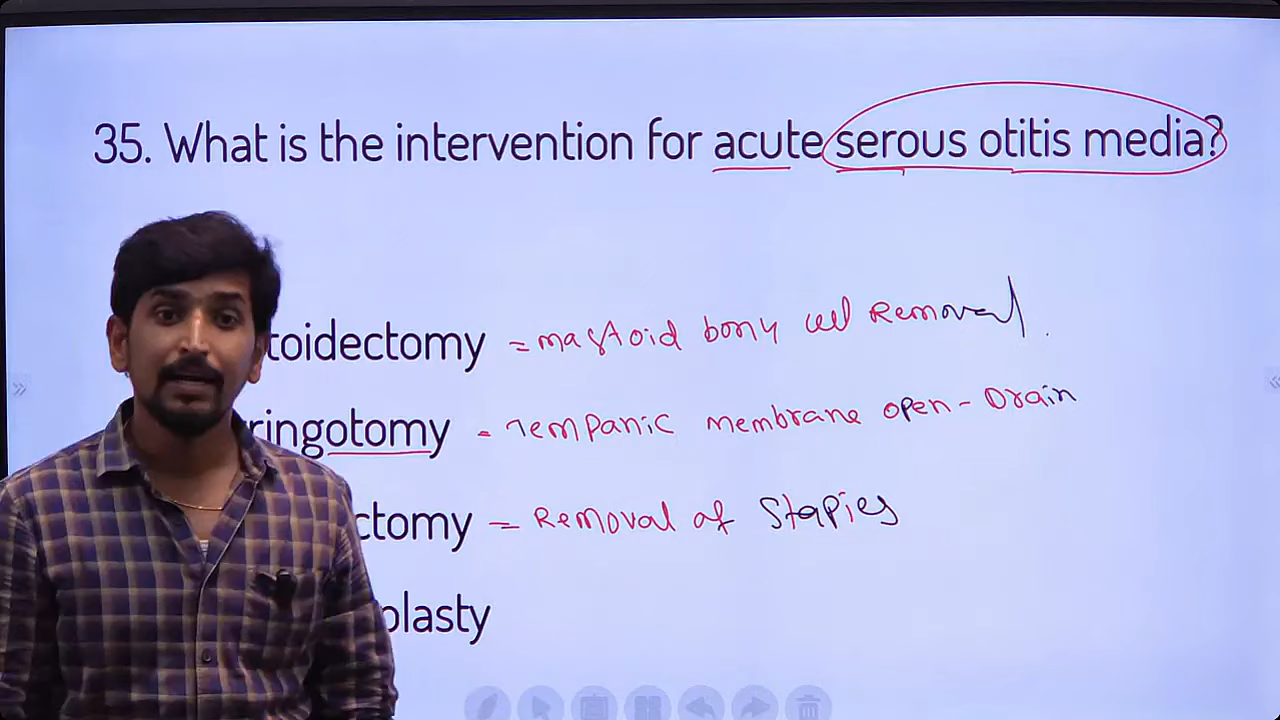 35. What is the intervention for acute serous otitis media?
toidectomy = mastoid bony cell Removal.
ringotomy - Tempanic membrane open - Drain
ctomy = Removal of Stapies
plasty